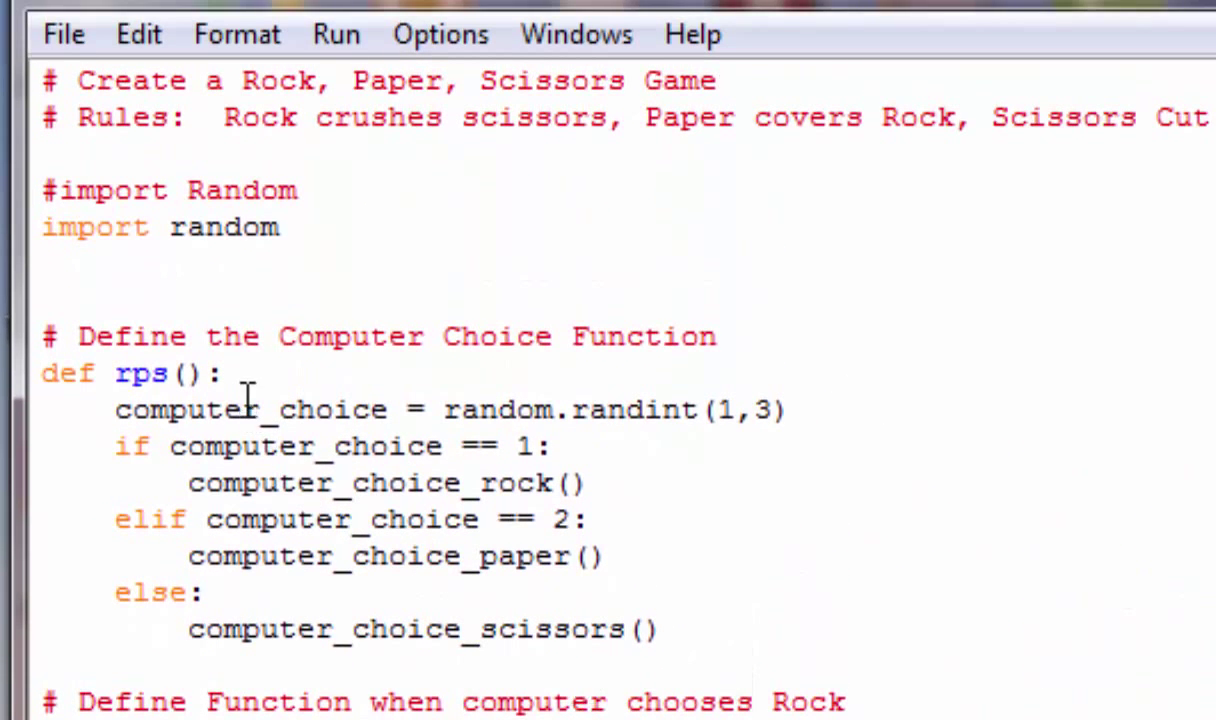 File Edit Format Run Options Windows Help
# Create a Rock, Paper, Scissors Game
# Rules:  Rock crushes scissors, Paper covers Rock, Scissors Cut
#import Random
import random
# Define the Computer Choice Function
def rps():
    computer_choice = random.randint(1,3)
    if computer_choice == 1:
        computer_choice_rock()
    elif computer_choice == 2:
        computer_choice_paper()
    else:
        computer_choice_scissors()
# Define Function when computer chooses Rock